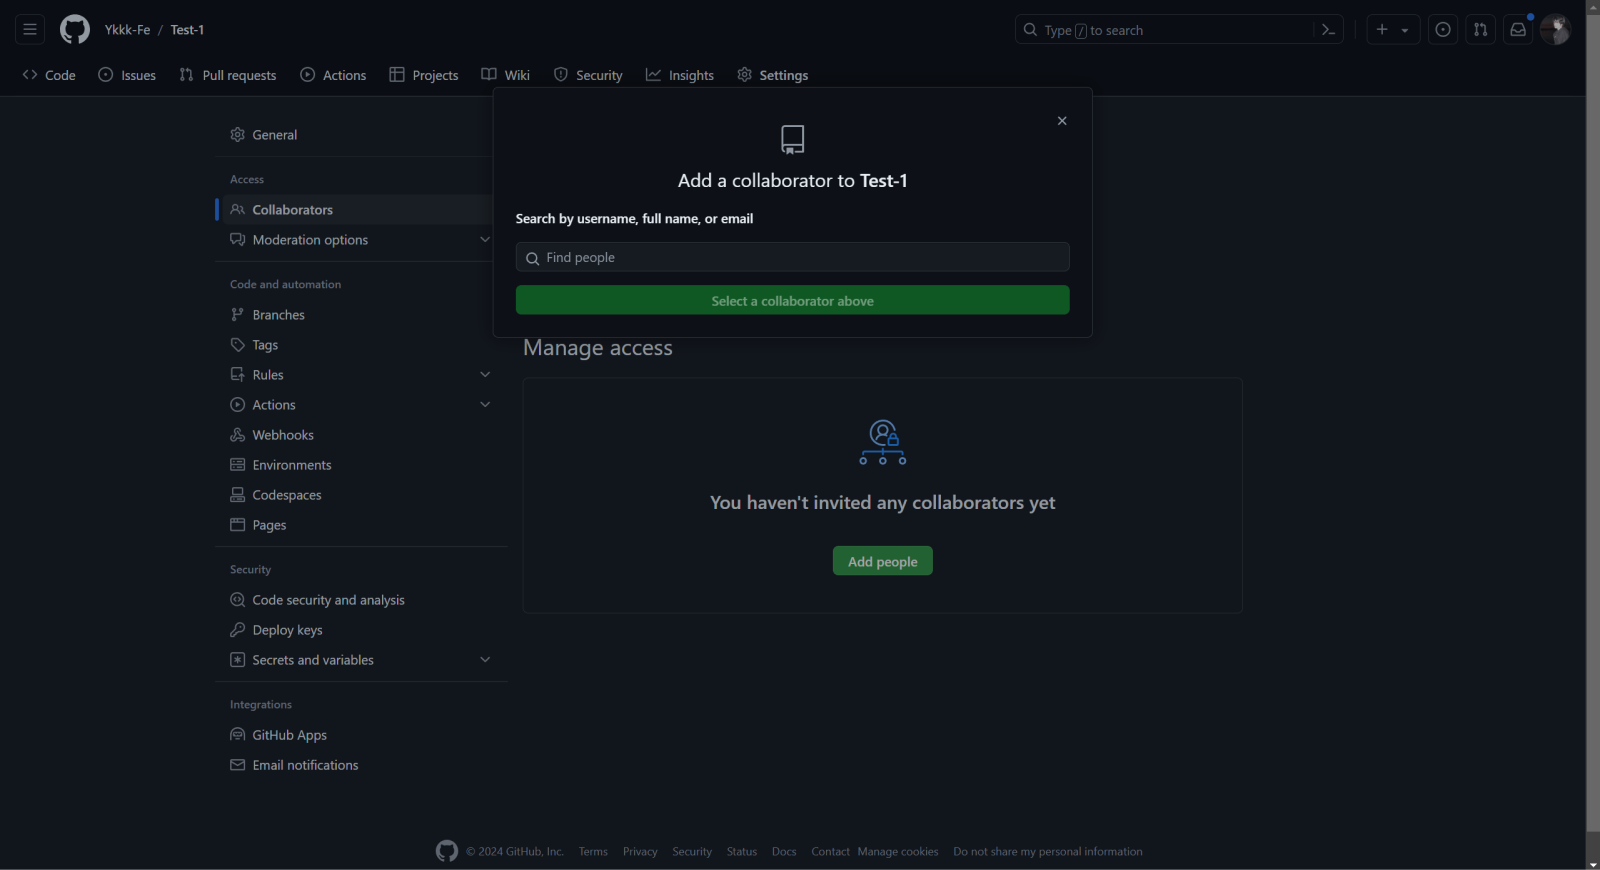 Ykkk-Fe / Test-1
Type / to search
Code Issues Pull requests Actions Projects Wiki Security Insights Settings
General
Access
Collaborators
Moderation options
Code and automation
Branches
Tags
Rules
Actions
Webhooks
Environments
Codespaces
Pages
Security
Code security and analysis
Deploy keys
Secrets and variables
Integrations
GitHub Apps
Email notifications
Add a collaborator to Test-1
Search by username, full name, or email
Find people
Select a collaborator above
Manage access
You haven't invited any collaborators yet
Add people
© 2024 GitHub, Inc. Terms Privacy Security Status Docs Contact Manage cookies Do not share my personal information